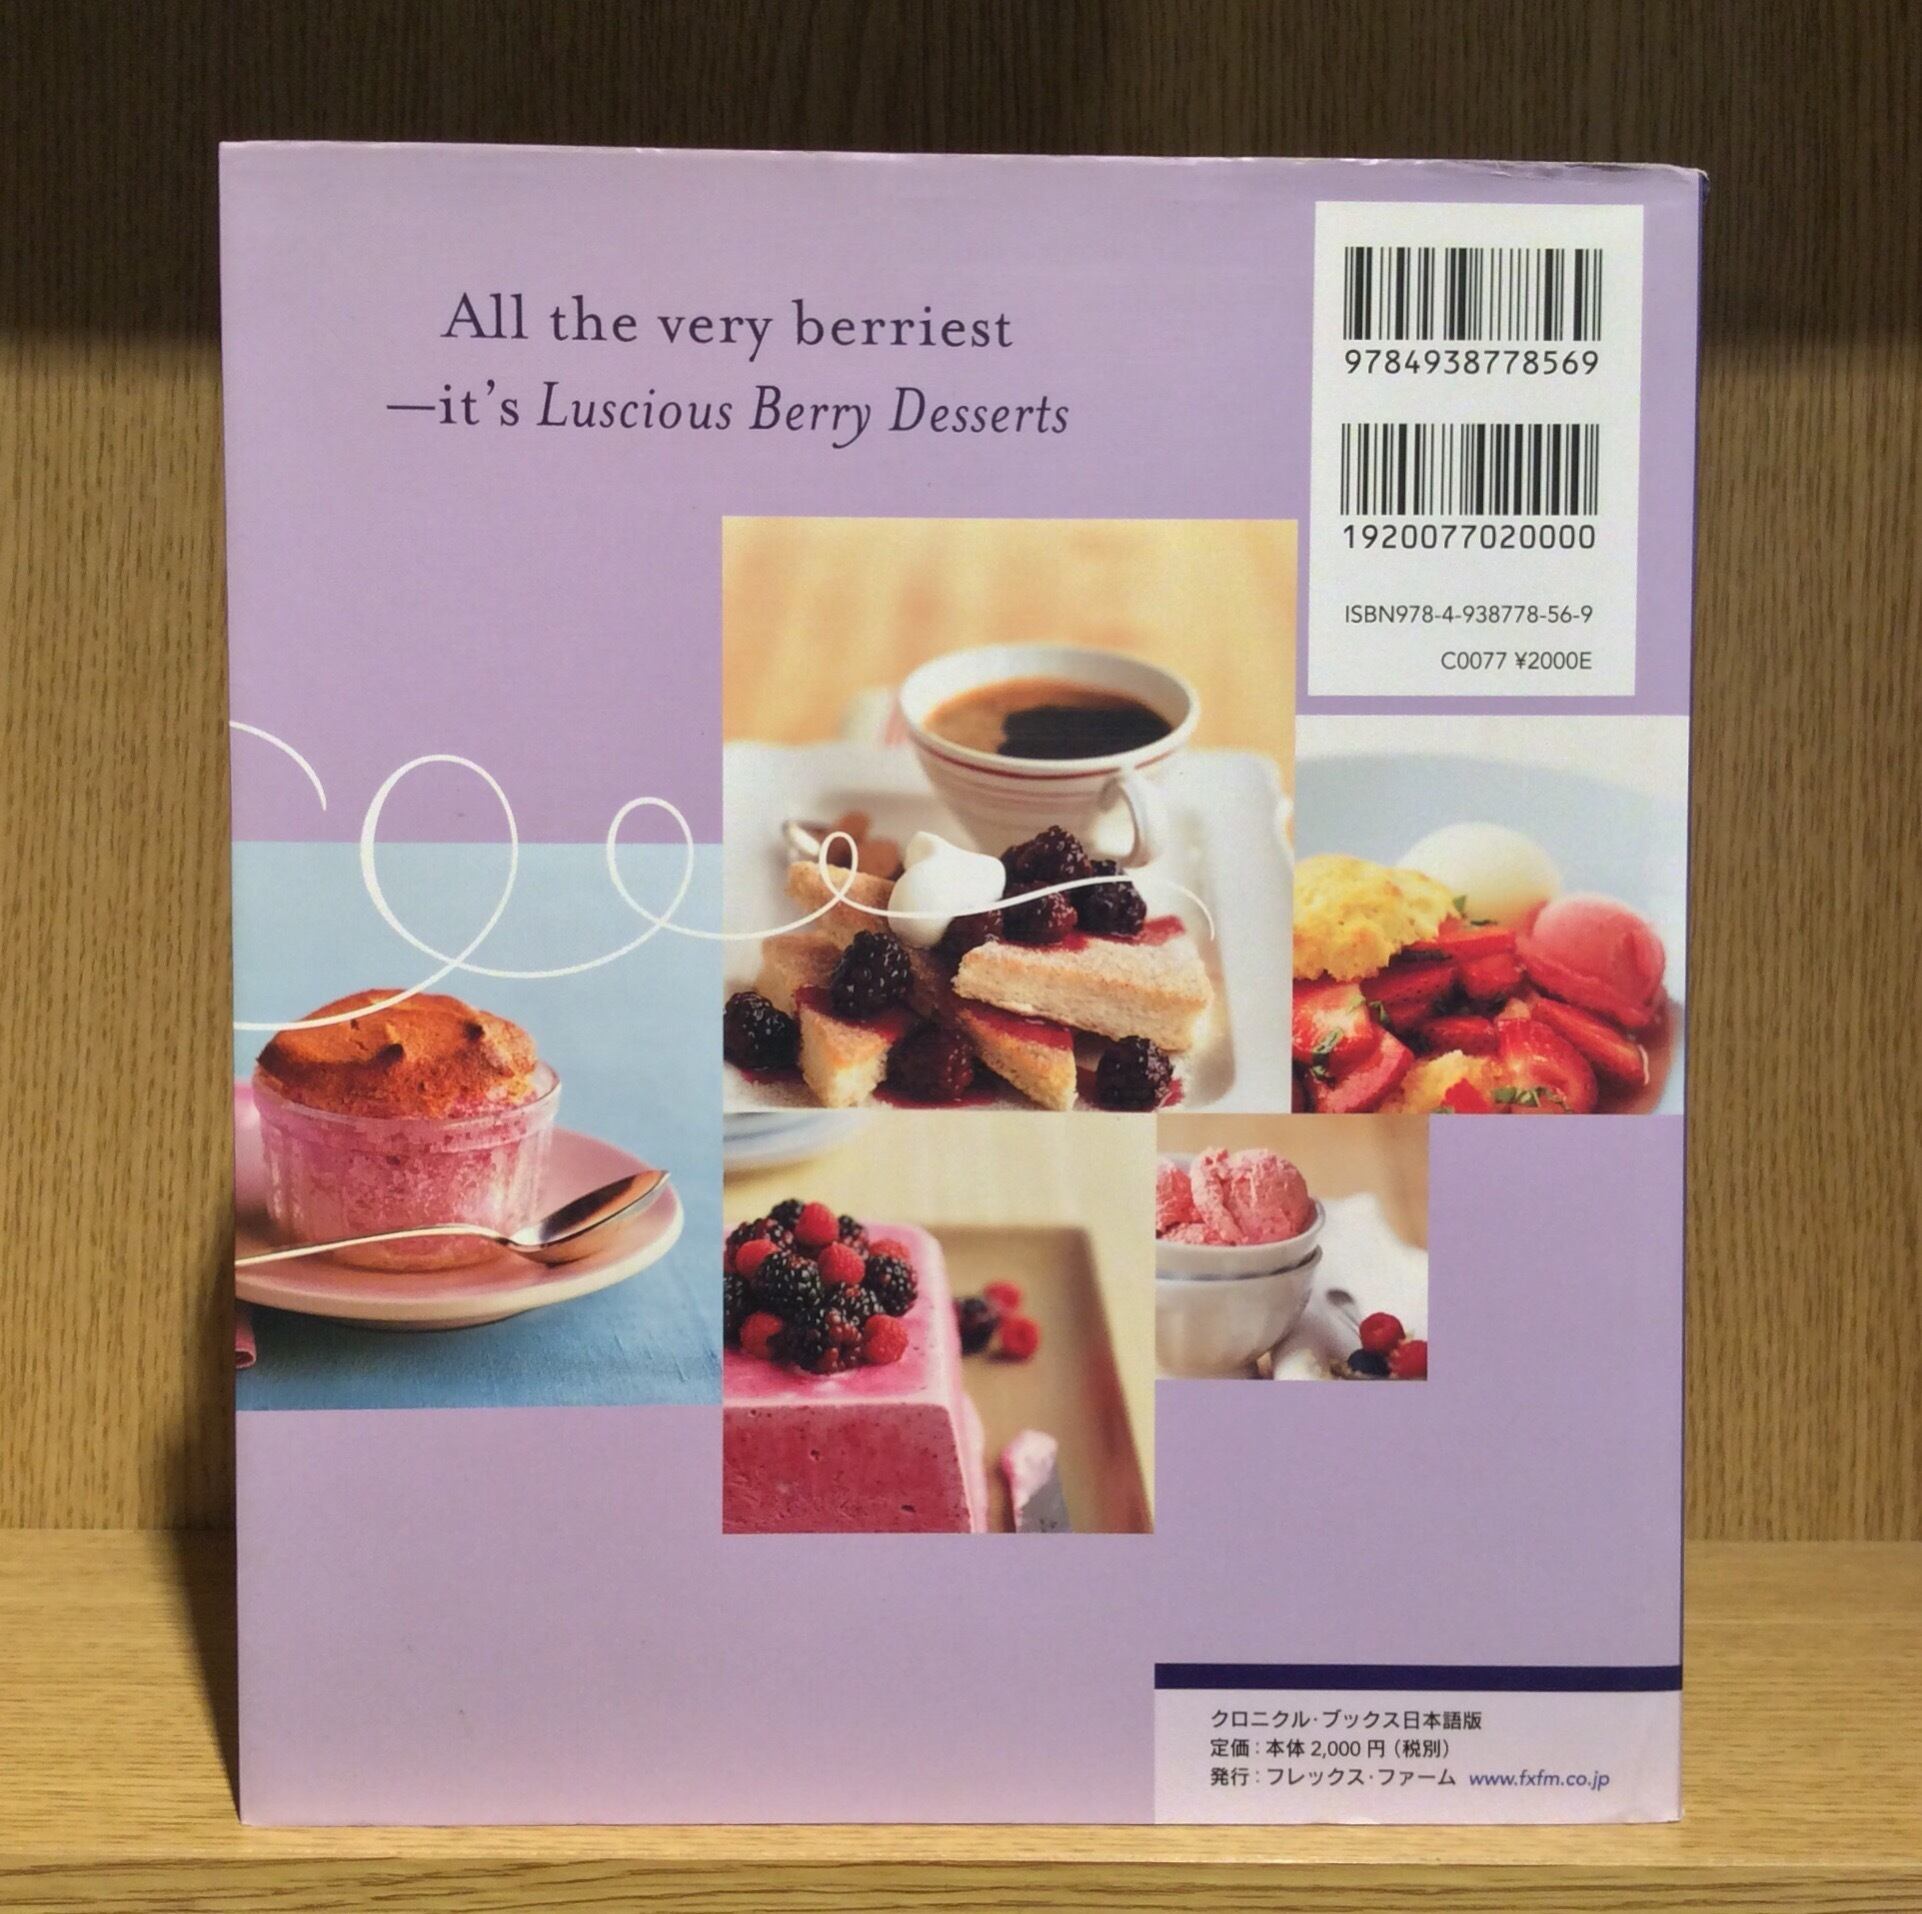 All the very berriest
—it's Luscious Berry Desserts
9784938778569
1920077020000
ISBN978-4-938778-56-9
C0077 ¥2000E
クロニクル・ブックス日本語版
定価：本体 2,000 円（税別）
発行：フレックス・ファーム www.fxfm.co.jp